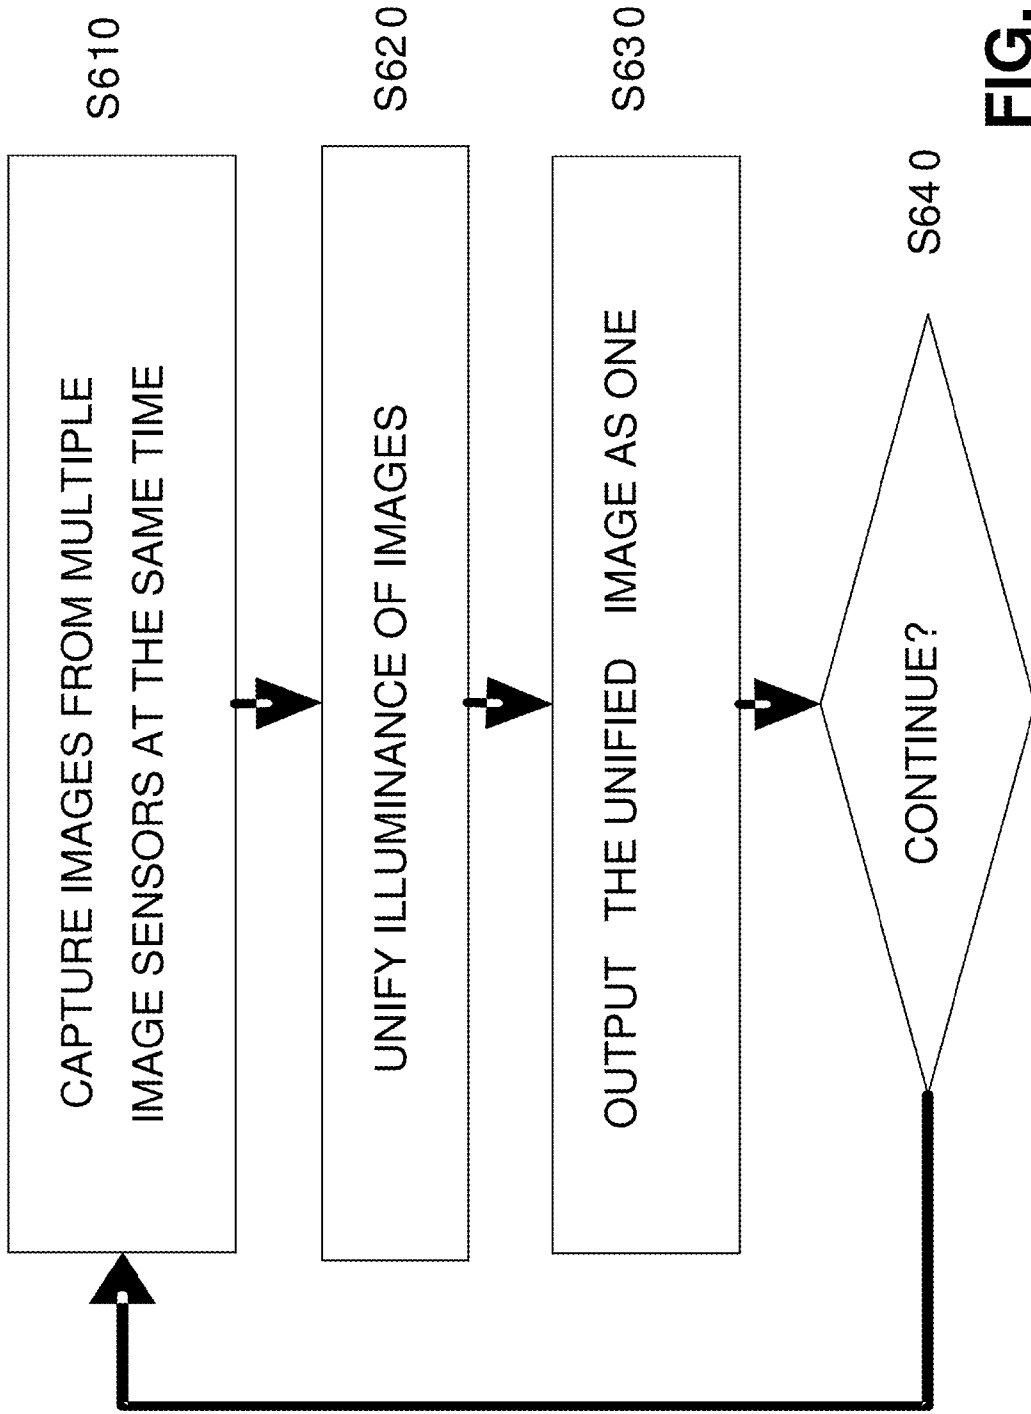 CAPTURE IMAGES FROM MULTIPLE
IMAGE SENSORS AT THE SAME TIME
S610
UNIFY ILLUMINANCE OF IMAGES
S620
OUTPUT THE UNIFIED IMAGE AS ONE
S630
CONTINUE?
S640
FIG.